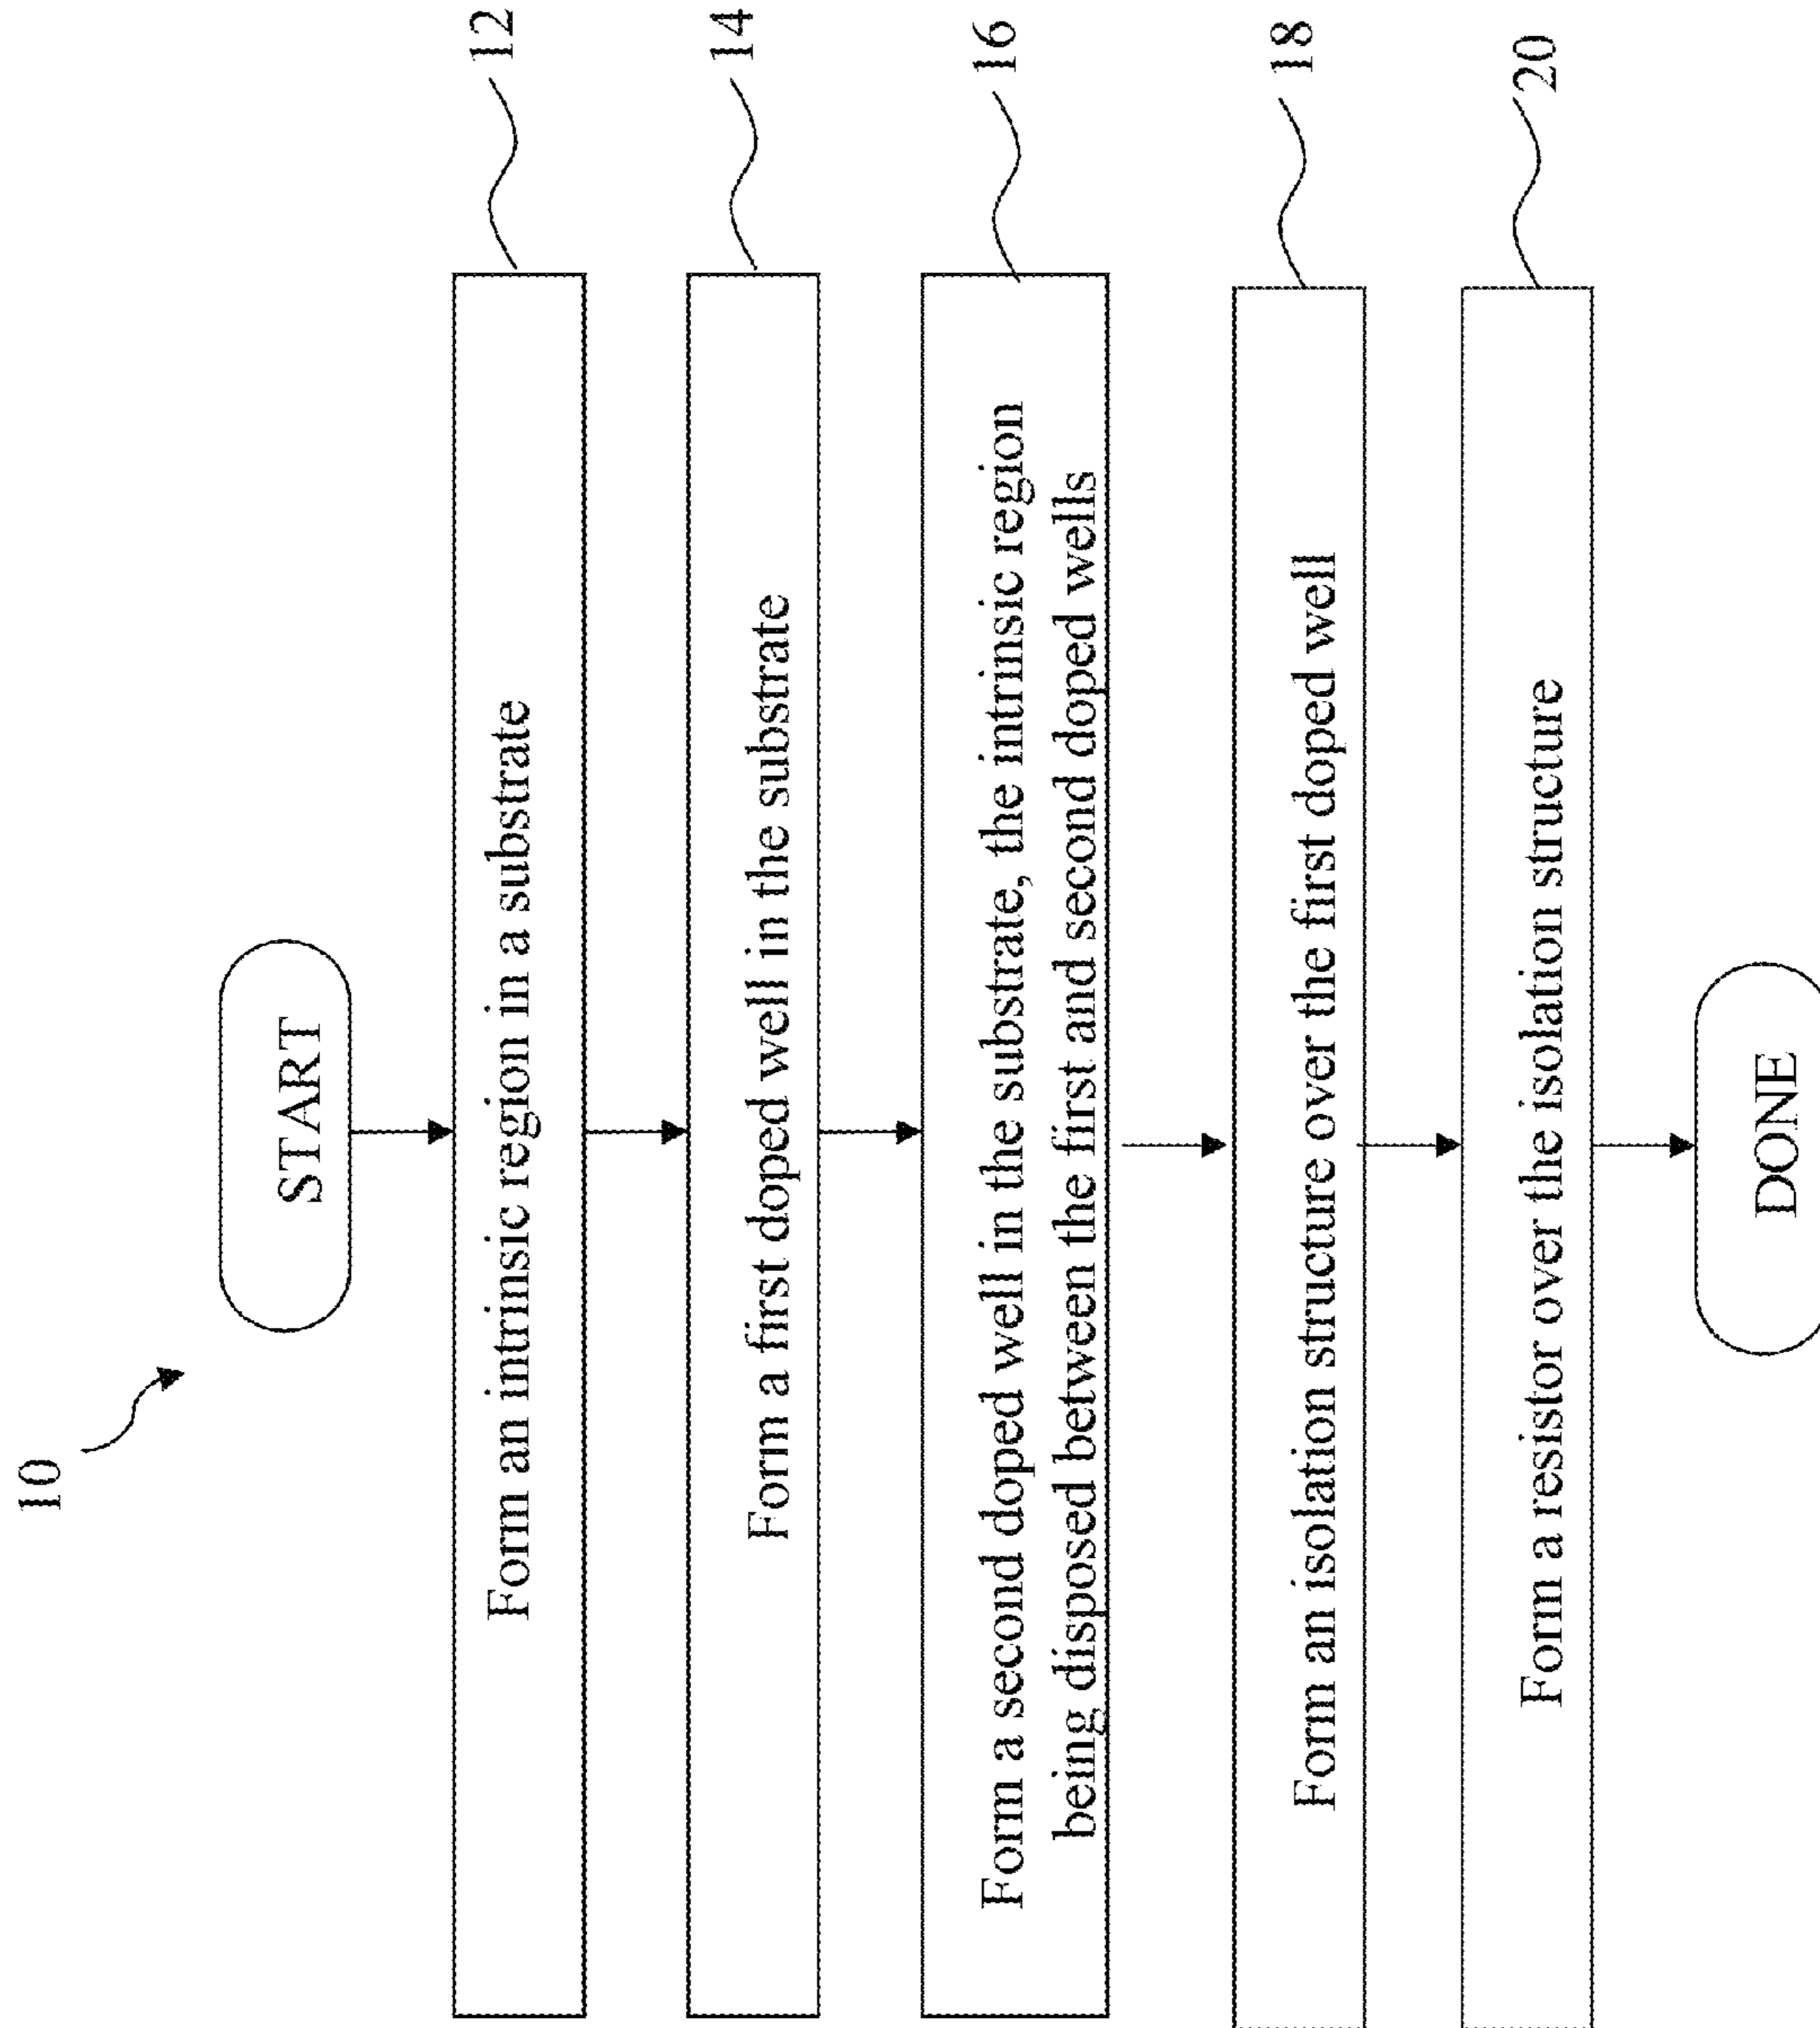 10
START
Form an intrinsic region in a substrate
12
Form a first doped well in the substrate
14
Form a second doped well in the substrate, the intrinsic region
being disposed between the first and second doped wells
16
Form an isolation structure over the first doped well
18
Form a resistor over the isolation structure
20
DONE